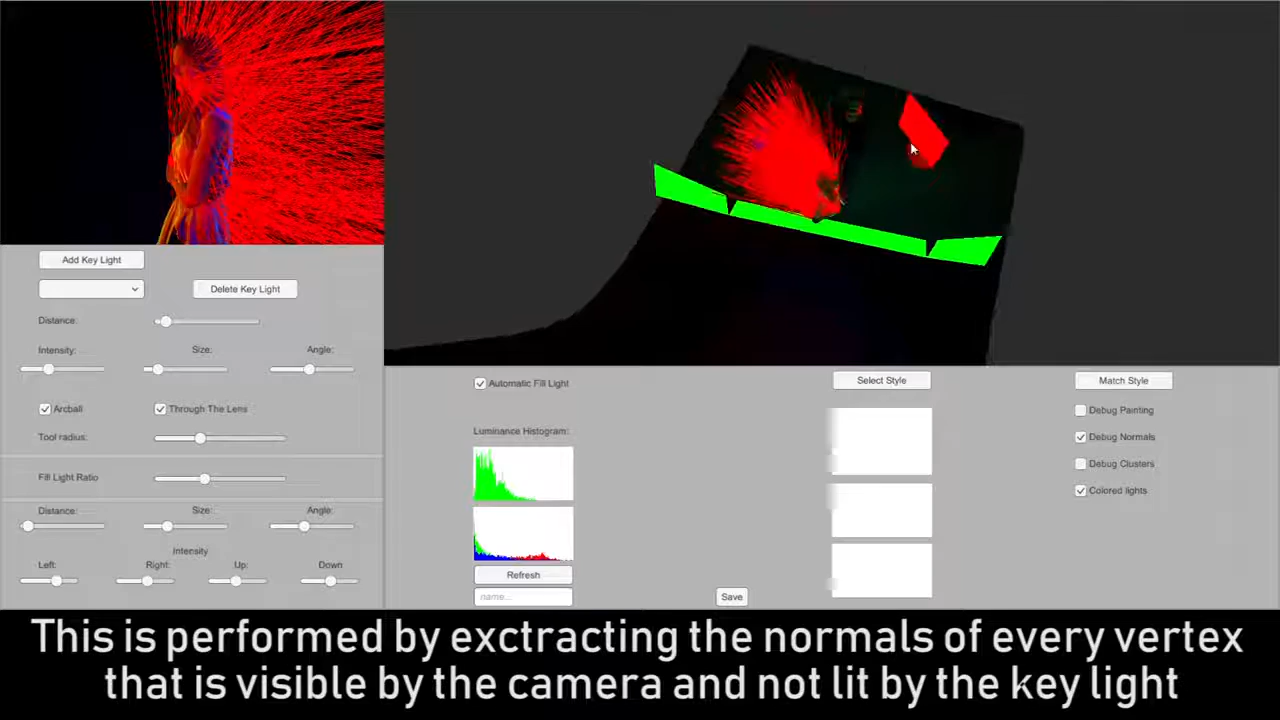 Add Key Light
Delete Key Light
Distance:
Intensity: Size: Angle:
Arcball Through The Lens
Tool radius:
Fill Light Ratio
Distance: Size: Angle:
Intensity
Left: Right: Up: Down
Automatic Fill Light
Luminance Histogram:
Refresh
name...
Save
Select Style
Match Style
Debug Painting
Debug Normals
Debug Clusters
Colored lights
This is performed by exctracting the normals of every vertex
that is visible by the camera and not lit by the key light